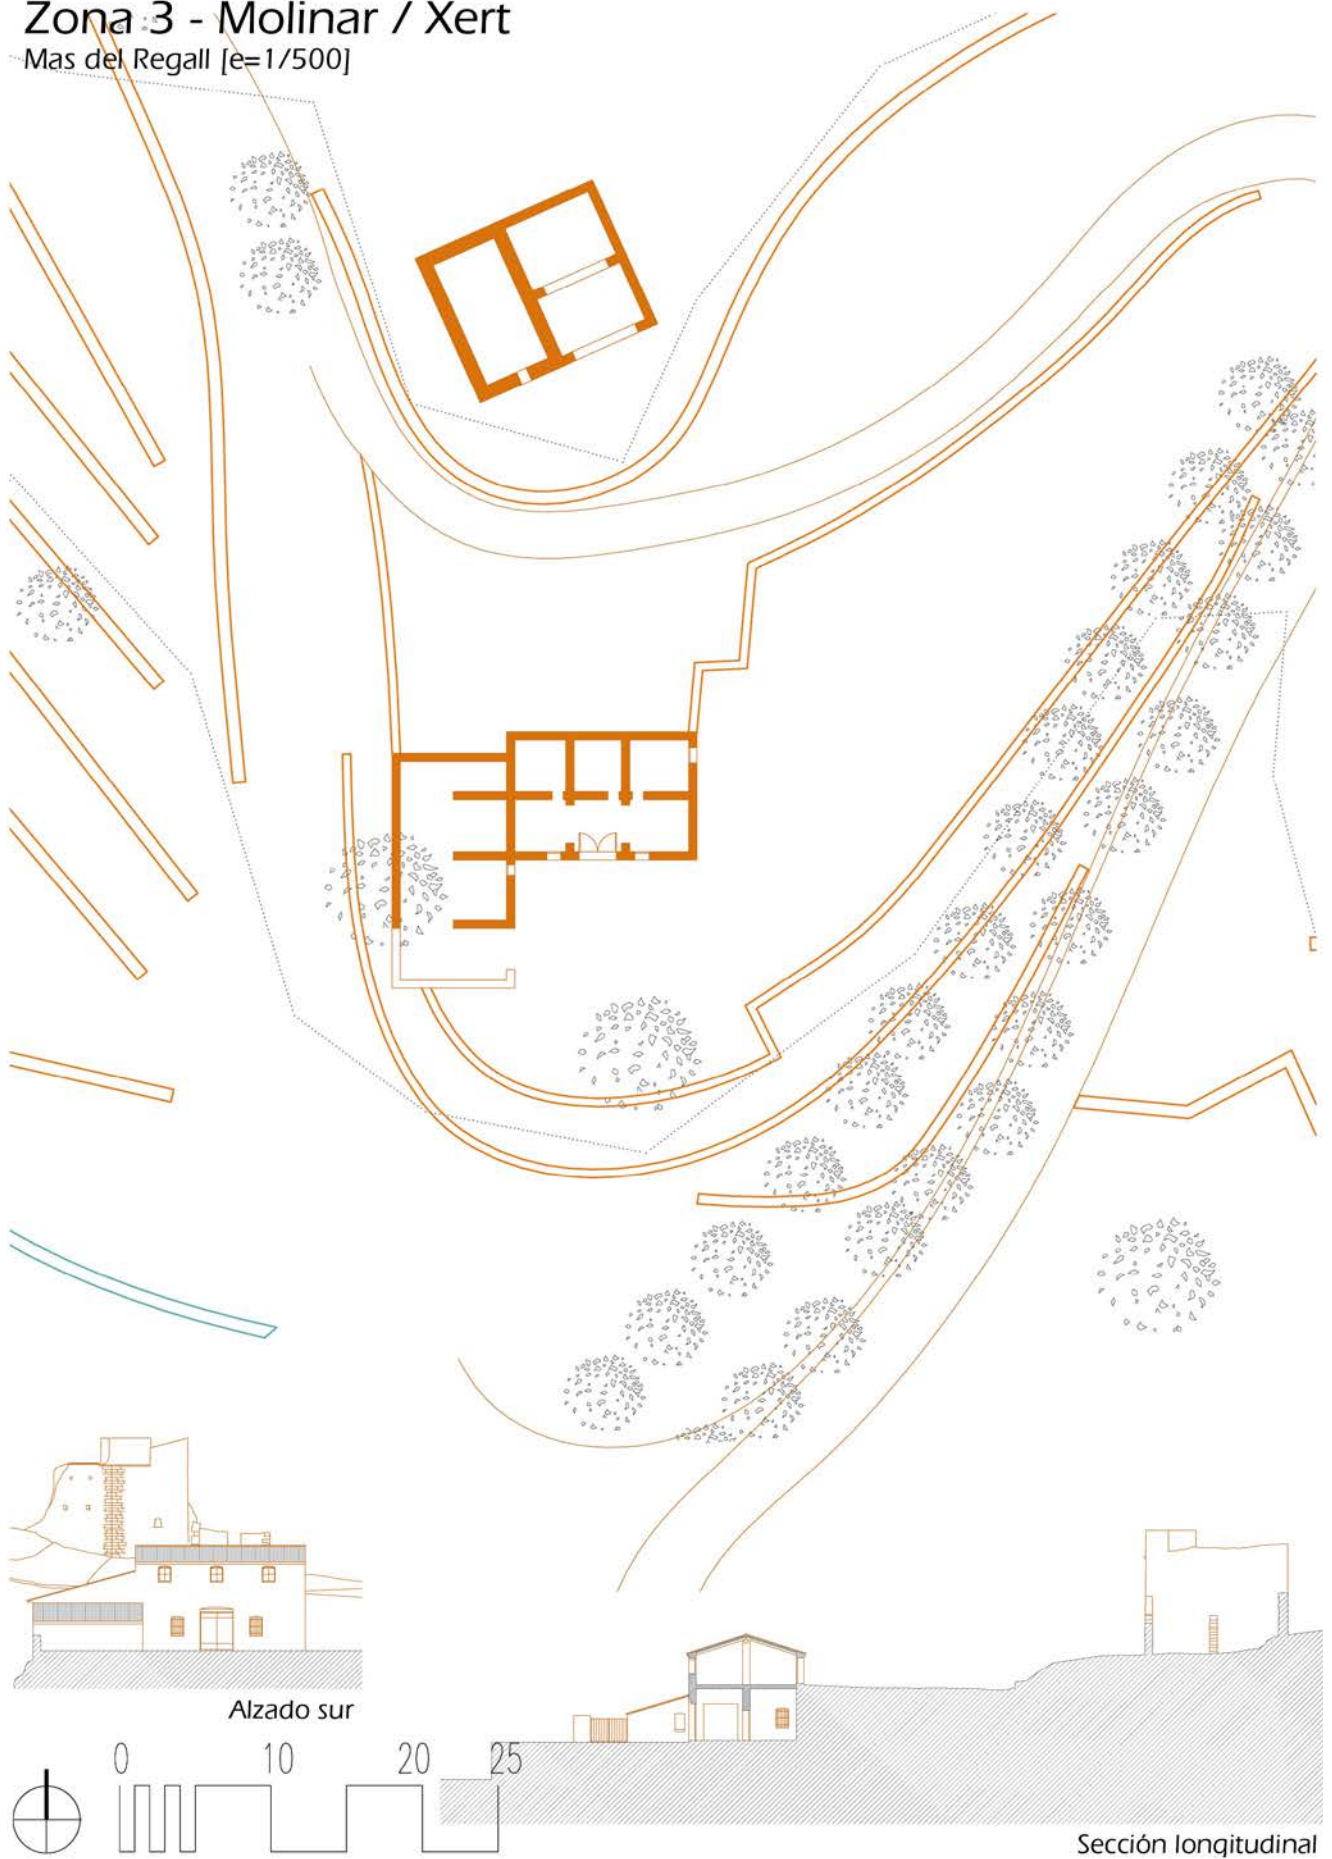 Zona 3 - Molinar / Xert
Mas del Regall [e=1/500]
Alzado sur
0 10 20 25
Sección longitudinal